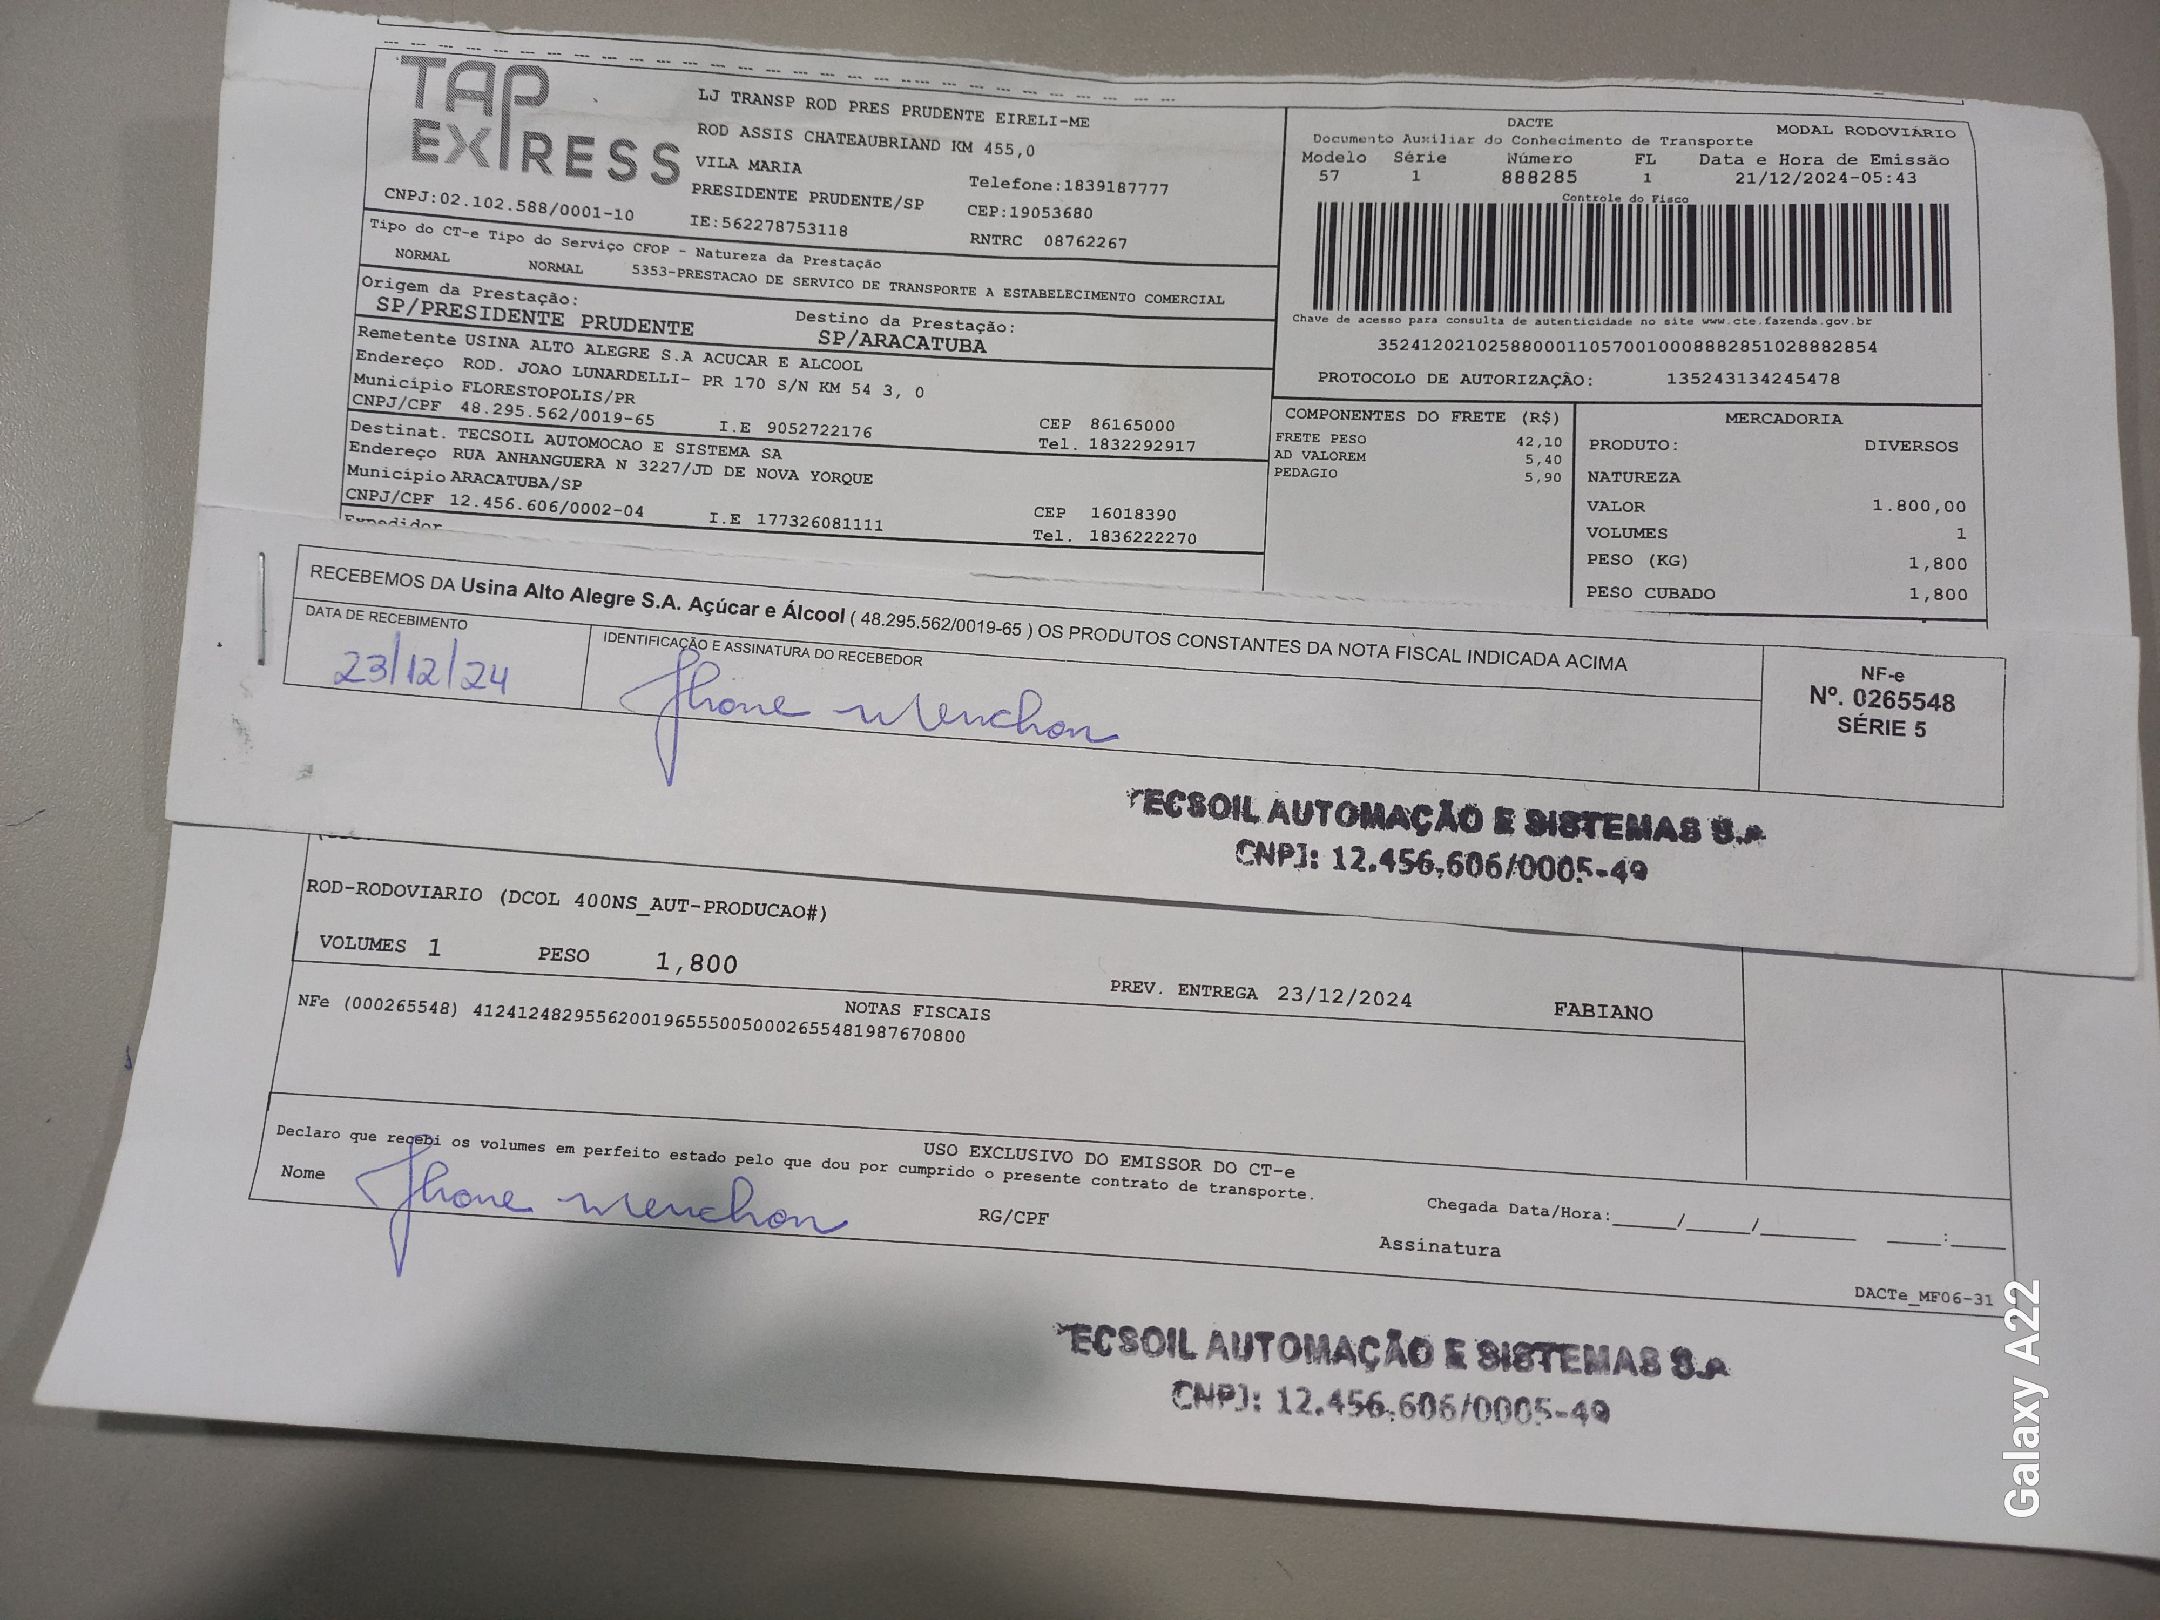 TAP EXPRESS
CNPJ:02.102.588/0001-10
LJ TRANSP ROD PRES PRUDENTE EIRELI-ME
ROD ASSIS CHATEAUBRIAND KM 455,0
VILA MARIA
Telefone:1839187777
PRESIDENTE PRUDENTE/SP
CEP:19053680
IE:562278753118
RNTRC 08762267
DACTE
MODAL RODOVIÁRIO
Documento Auxiliar do Conhecimento de Transporte
Modelo Série Número FL Data e Hora de Emissão
57 1 888285 1 21/12/2024-05:43
Controle do Fisco
Chave de acesso para consulta de autenticidade no site www.cte.fazenda.gov.br
35241202102588000110570010008882851028882854
PROTOCOLO DE AUTORIZAÇÃO: 135243134245478
Tipo do CT-e Tipo do Serviço CFOP - Natureza da Prestação
NORMAL NORMAL 5353-PRESTACAO DE SERVICO DE TRANSPORTE A ESTABELECIMENTO COMERCIAL
Origem da Prestação:
SP/PRESIDENTE PRUDENTE
Destino da Prestação:
SP/ARACATUBA
Remetente USINA ALTO ALEGRE S.A ACUCAR E ALCOOL
Endereço ROD. JOAO LUNARDELLI- PR 170 S/N KM 54 3, 0
Município FLORESTOPOLIS/PR
CEP 86165000
CNPJ/CPF 48.295.562/0019-65 I.E 9052722176 Tel. 1832292917
Destinat. TECSOIL AUTOMOCAO E SISTEMA SA
Endereço RUA ANHANGUERA N 3227/JD DE NOVA YORQUE
Município ARACATUBA/SP
CEP 16018390
CNPJ/CPF 12.456.606/0002-04 I.E 177326081111 Tel. 1836222270
Expedidor
COMPONENTES DO FRETE (R$)
FRETE PESO 42,10
AD VALOREM 5,40
PEDAGIO 5,90
MERCADORIA
PRODUTO: DIVERSOS
NATUREZA
VALOR 1.800,00
VOLUMES 1
PESO (KG) 1,800
PESO CUBADO 1,800
RECEBEMOS DA Usina Alto Alegre S.A. Açúcar e Álcool ( 48.295.562/0019-65 ) OS PRODUTOS CONSTANTES DA NOTA FISCAL INDICADA ACIMA
DATA DE RECEBIMENTO
23/12/24
IDENTIFICAÇÃO E ASSINATURA DO RECEBEDOR
Jhone Menchon
NF-e
Nº. 0265548
SÉRIE 5
TECSOIL AUTOMAÇÃO E SISTEMAS S.A
CNPJ: 12.456.606/0005-49
ROD-RODOVIARIO (DCOL 400NS_AUT-PRODUCAO#)
VOLUMES 1 PESO 1,800
PREV. ENTREGA 23/12/2024 FABIANO
NOTAS FISCAIS
NFe (000265548) 41241248295562001965550050002655481987670800
USO EXCLUSIVO DO EMISSOR DO CT-e
Declaro que recebi os volumes em perfeito estado pelo que dou por cumprido o presente contrato de transporte.
Nome Jhone Menchon
RG/CPF
Chegada Data/Hora:_____/_____/_______ ____:____
Assinatura
DACTe_MF06-31
TECSOIL AUTOMAÇÃO E SISTEMAS S.A
CNPJ: 12.456.606/0005-49
Galaxy A22